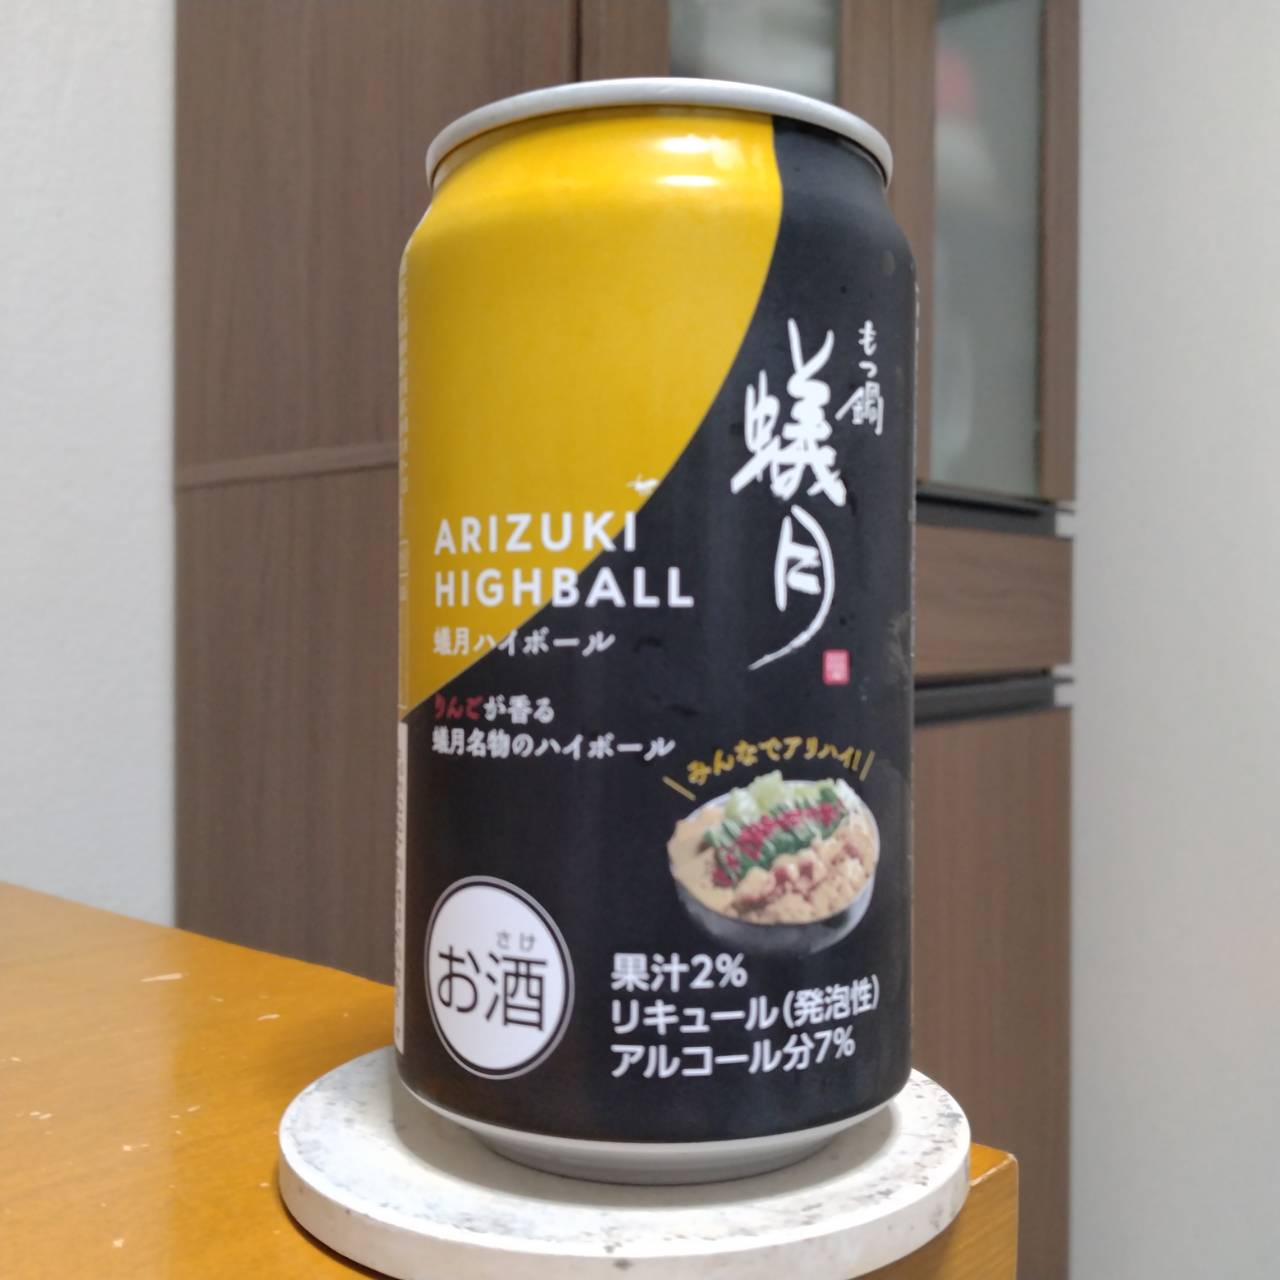 もつ鍋
蟻月
ARIZUKI
HIGHBALL
蟻月ハイボール
りんごが香る
蟻月名物のハイボール
みんなでアリハイ!
さけ
お酒
果汁2%
リキュール(発泡性)
アルコール分7%